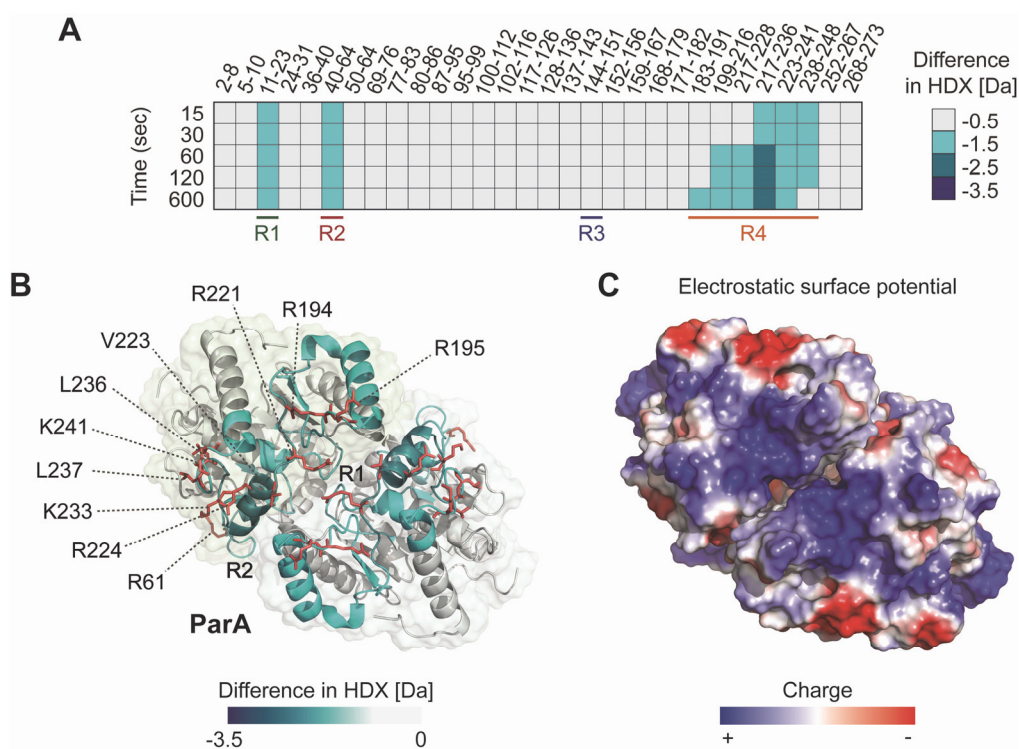 A
2-8
5-10
11-23
24-31
36-40
40-64
50-64
69-76
77-83
80-86
87-95
95-99
100-112
102-116
117-126
128-136
137-143
144-151
152-156
159-167
168-179
171-182
183-191
199-216
217-228
217-236
223-241
238-248
252-267
268-273
Time (sec)
15
30
60
120
600
R1
R2
R3
R4
Difference
in HDX [Da]
-0.5
-1.5
-2.5
-3.5
B
R221
R194
V223
R195
L236
K241
L237
R1
K233
R224
R2
R61
ParA
Difference in HDX [Da]
-3.5
0
C
Electrostatic surface potential
Charge
+
-